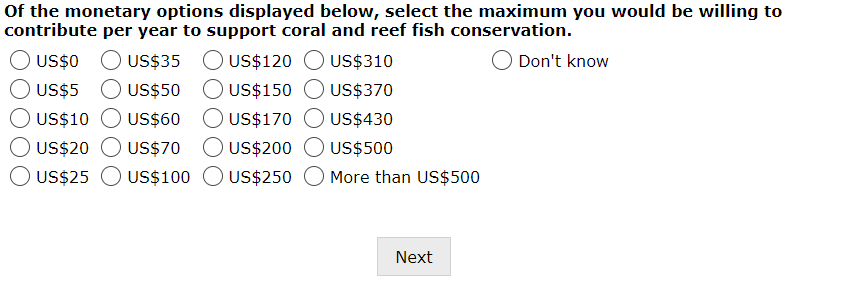 Of the monetary options displayed below, select the maximum you would be willing to
contribute per year to support coral and reef fish conservation.
US$0 US$35 US$120 US$310 Don't know
US$5 US$50 US$150 US$370
US$10 US$60 US$170 US$430
US$20 US$70 US$200 US$500
US$25 US$100 US$250 More than US$500
Next